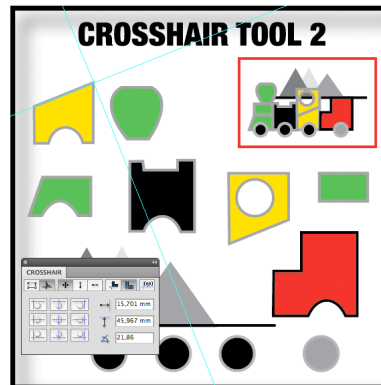 CROSSHAIR TOOL 2
CROSSHAIR
15,701 mm
45,967 mm
21,86